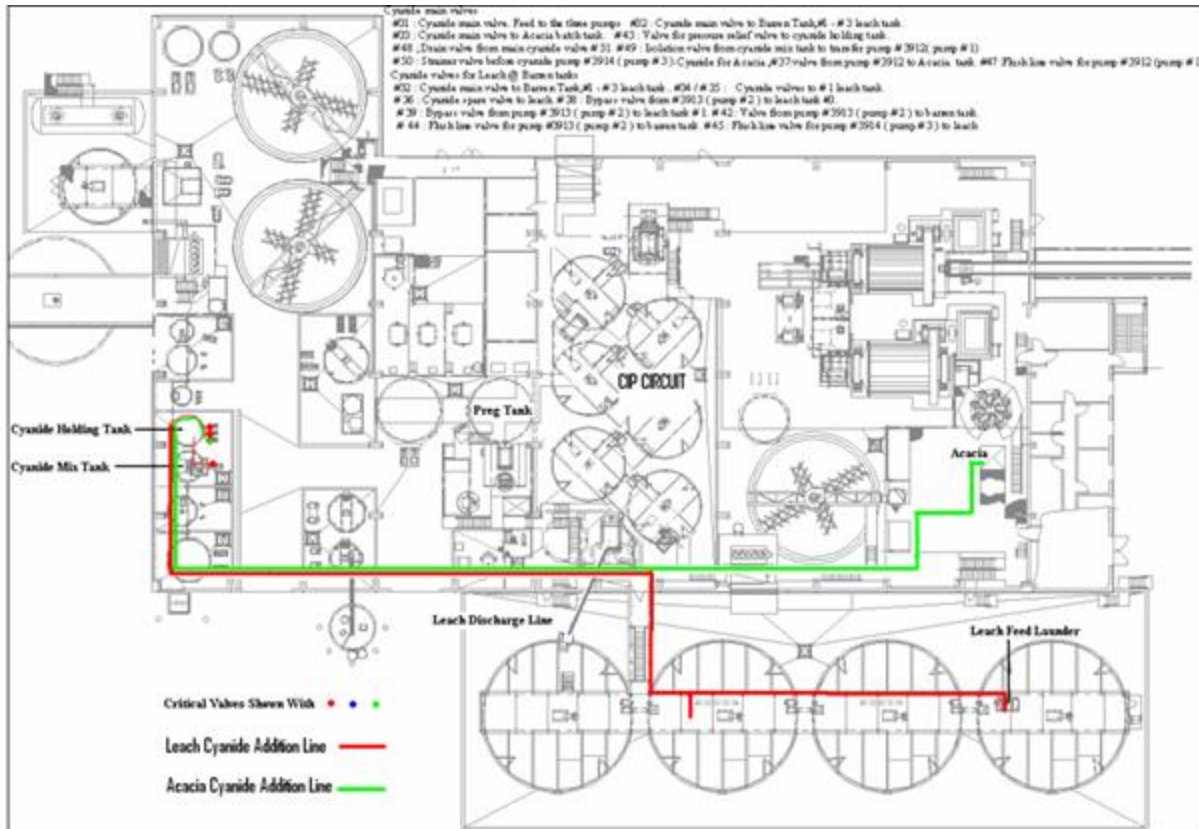 Cyanide main valves
#01 : Cyanide main valve. Feed to the three pumps #02 : Cyanide main valve to Barren Tank,#1 - #3 leach tank.
#03 : Cyanide main valve to Acacia batch tank. #43 : Valve for pressure relief valve to cyanide holding tank.
#48 : Drain valve from main cyanide valve #51. #49 : Isolation valve from cyanide mix tank to transfer pump #3912( pump #1)
#50 : Strainer valve before cyanide pump #3914 ( pump #3 ).Cyanide for Acacia ,#37 valve from pump #3912 to Acacia tank. #47 Flush line valve for pump #3912 (pump #1
Cyanide valves for Leach @ Barren tanks
#02 : Cyanide main valve to Barren Tank,#1 - #3 leach tank. #04 / #35 : Cyanide valves to #1 leach tank.
#36 : Cyanide spare valve to leach. #38 : Bypass valve from #3913 ( pump #2 ) to leach tank
#39 : Bypass valve from pump #3913 ( pump #2 ) to leach tank #1. #42 : Valve from pump #3913 ( pump #2 ) to barren tank.
#44 : Flush line valve for pump #3913 ( pump #2 ) to barren tank. #45 : Flush line valve for pump #3914 ( pump #3 ) to leach
CIP CIRCUIT
Preg Tank
Cyanide Holding Tank
Acacia
Cyanide Mix Tank
Leach Discharge Line
Leach Feed Launder
Critical Valves Shown With
Leach Cyanide Addition Line
Acacia Cyanide Addition Line